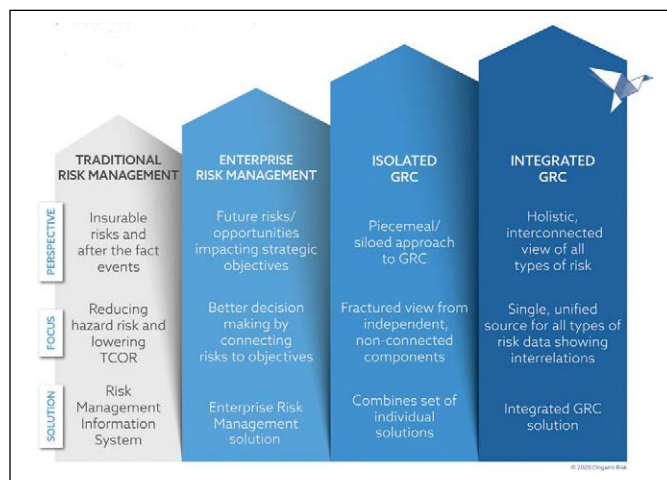 TRADITIONAL
RISK MANAGEMENT
ENTERPRISE
RISK MANAGEMENT
ISOLATED
GRC
INTEGRATED
GRC
PERSPECTIVE
Insurable
risks and
after the fact
events
Future risks/
opportunities
impacting strategic
objectives
Piecemeal/
siloed approach
to GRC
Holistic,
interconnected
view of all
types of risk
FOCUS
Reducing
hazard risk and
lowering
TCOR
Better decision
making by
connecting
risks to objectives
Fractured view from
independent,
non-connected
components
Single, unified
source for all types of
risk data showing
interrelations
SOLUTION
Risk
Management
Information
System
Enterprise Risk
Management
solution
Combines set of
individual
solutions
Integrated GRC
solution
© 2020 Origami Risk